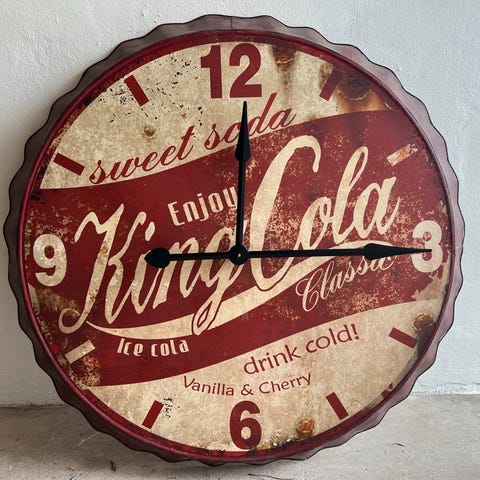 12
sweet soda
Enjoy
King Cola
9
3
Classic
Ice cola
drink cold!
Vanilla & Cherry
6